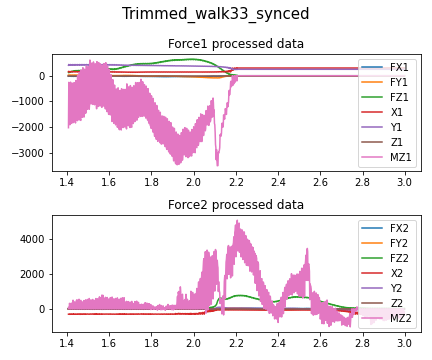 Trimmed_walk33_synced
Force1 processed data
0
−1000
−2000
−3000
FX1
FY1
FZ1
X1
Y1
Z1
MZ1
1.4 1.6 1.8 2.0 2.2 2.4 2.6 2.8 3.0
Force2 processed data
4000
2000
0
FX2
FY2
FZ2
X2
Y2
Z2
MZ2
1.4 1.6 1.8 2.0 2.2 2.4 2.6 2.8 3.0